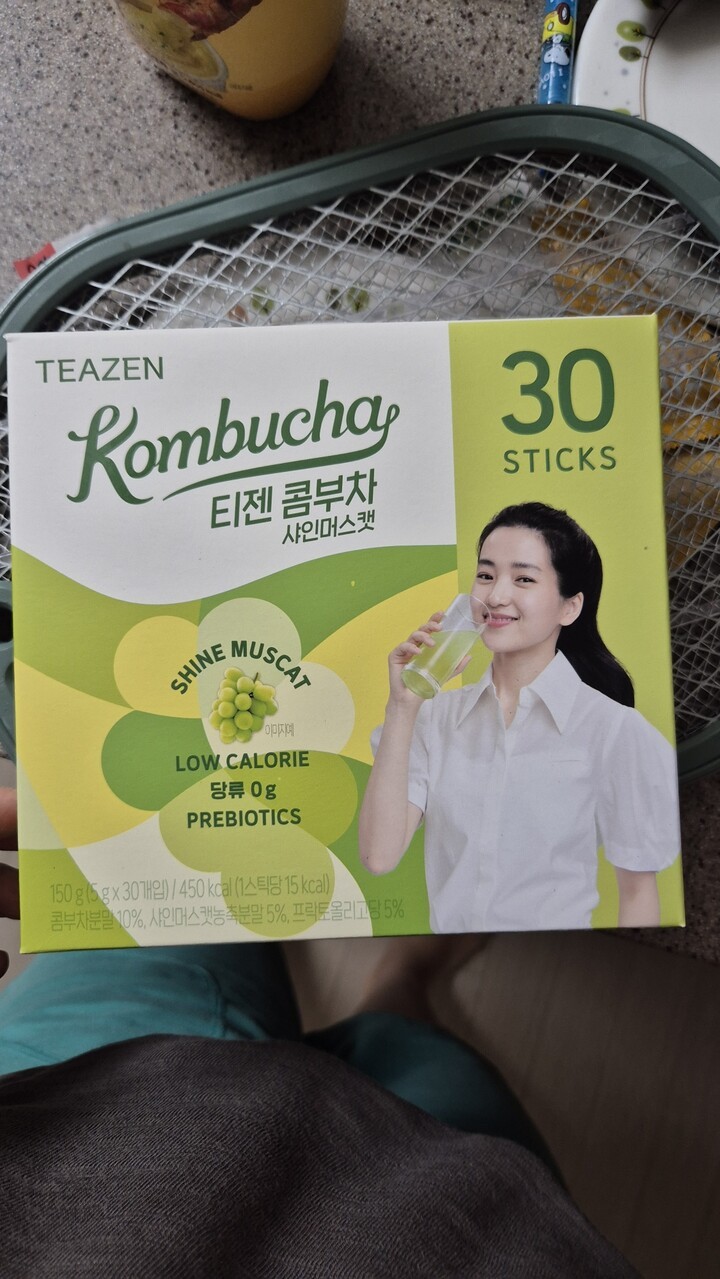 TEAZEN
Kombucha
티젠 콤부차
샤인머스캣
30
STICKS
SHINE MUSCAT
이미지예
LOW CALORIE
당류 0 g
PREBIOTICS
150 g (5 g x 30개입) / 450 kcal (1스틱당 15 kcal)
콤부차분말 10%, 샤인머스캣농축분말 5%, 프락토올리고당 5%